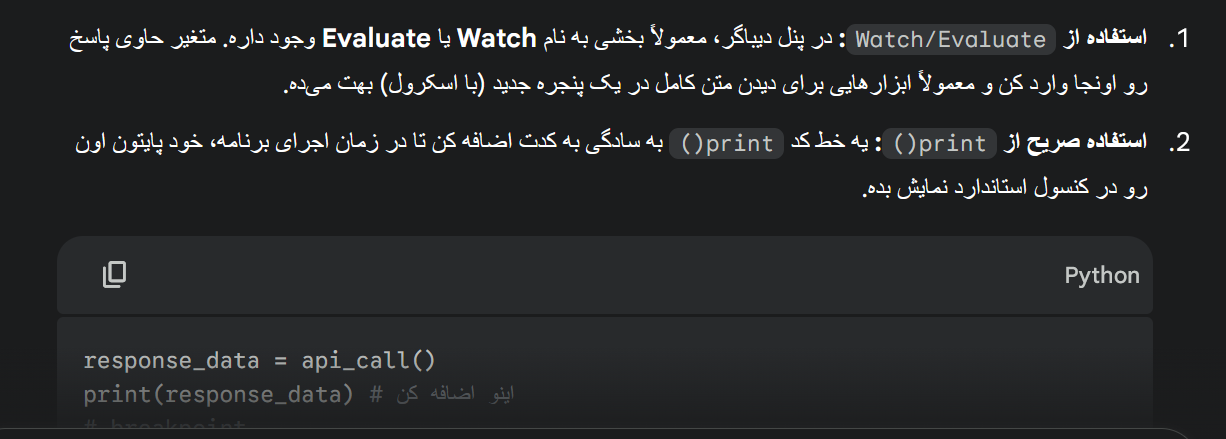 1. استفاده از Watch/Evaluate: در پنل دیباگر، معمولاً بخشی به نام Watch یا Evaluate وجود داره. متغیر حاوی پاسخ
رو اونجا وارد کن و معمولاً ابزارهایی برای دیدن متن کامل در یک پنجره جدید (با اسکرول) بهت می‌ده.
2. استفاده صریح از print(): یه خط کد print() به سادگی به کدت اضافه کن تا در زمان اجرای برنامه، خود پایتون اون
رو در کنسول استاندارد نمایش بده.
Python
response_data = api_call()
print(response_data) # اینو اضافه کن
# breakpoint